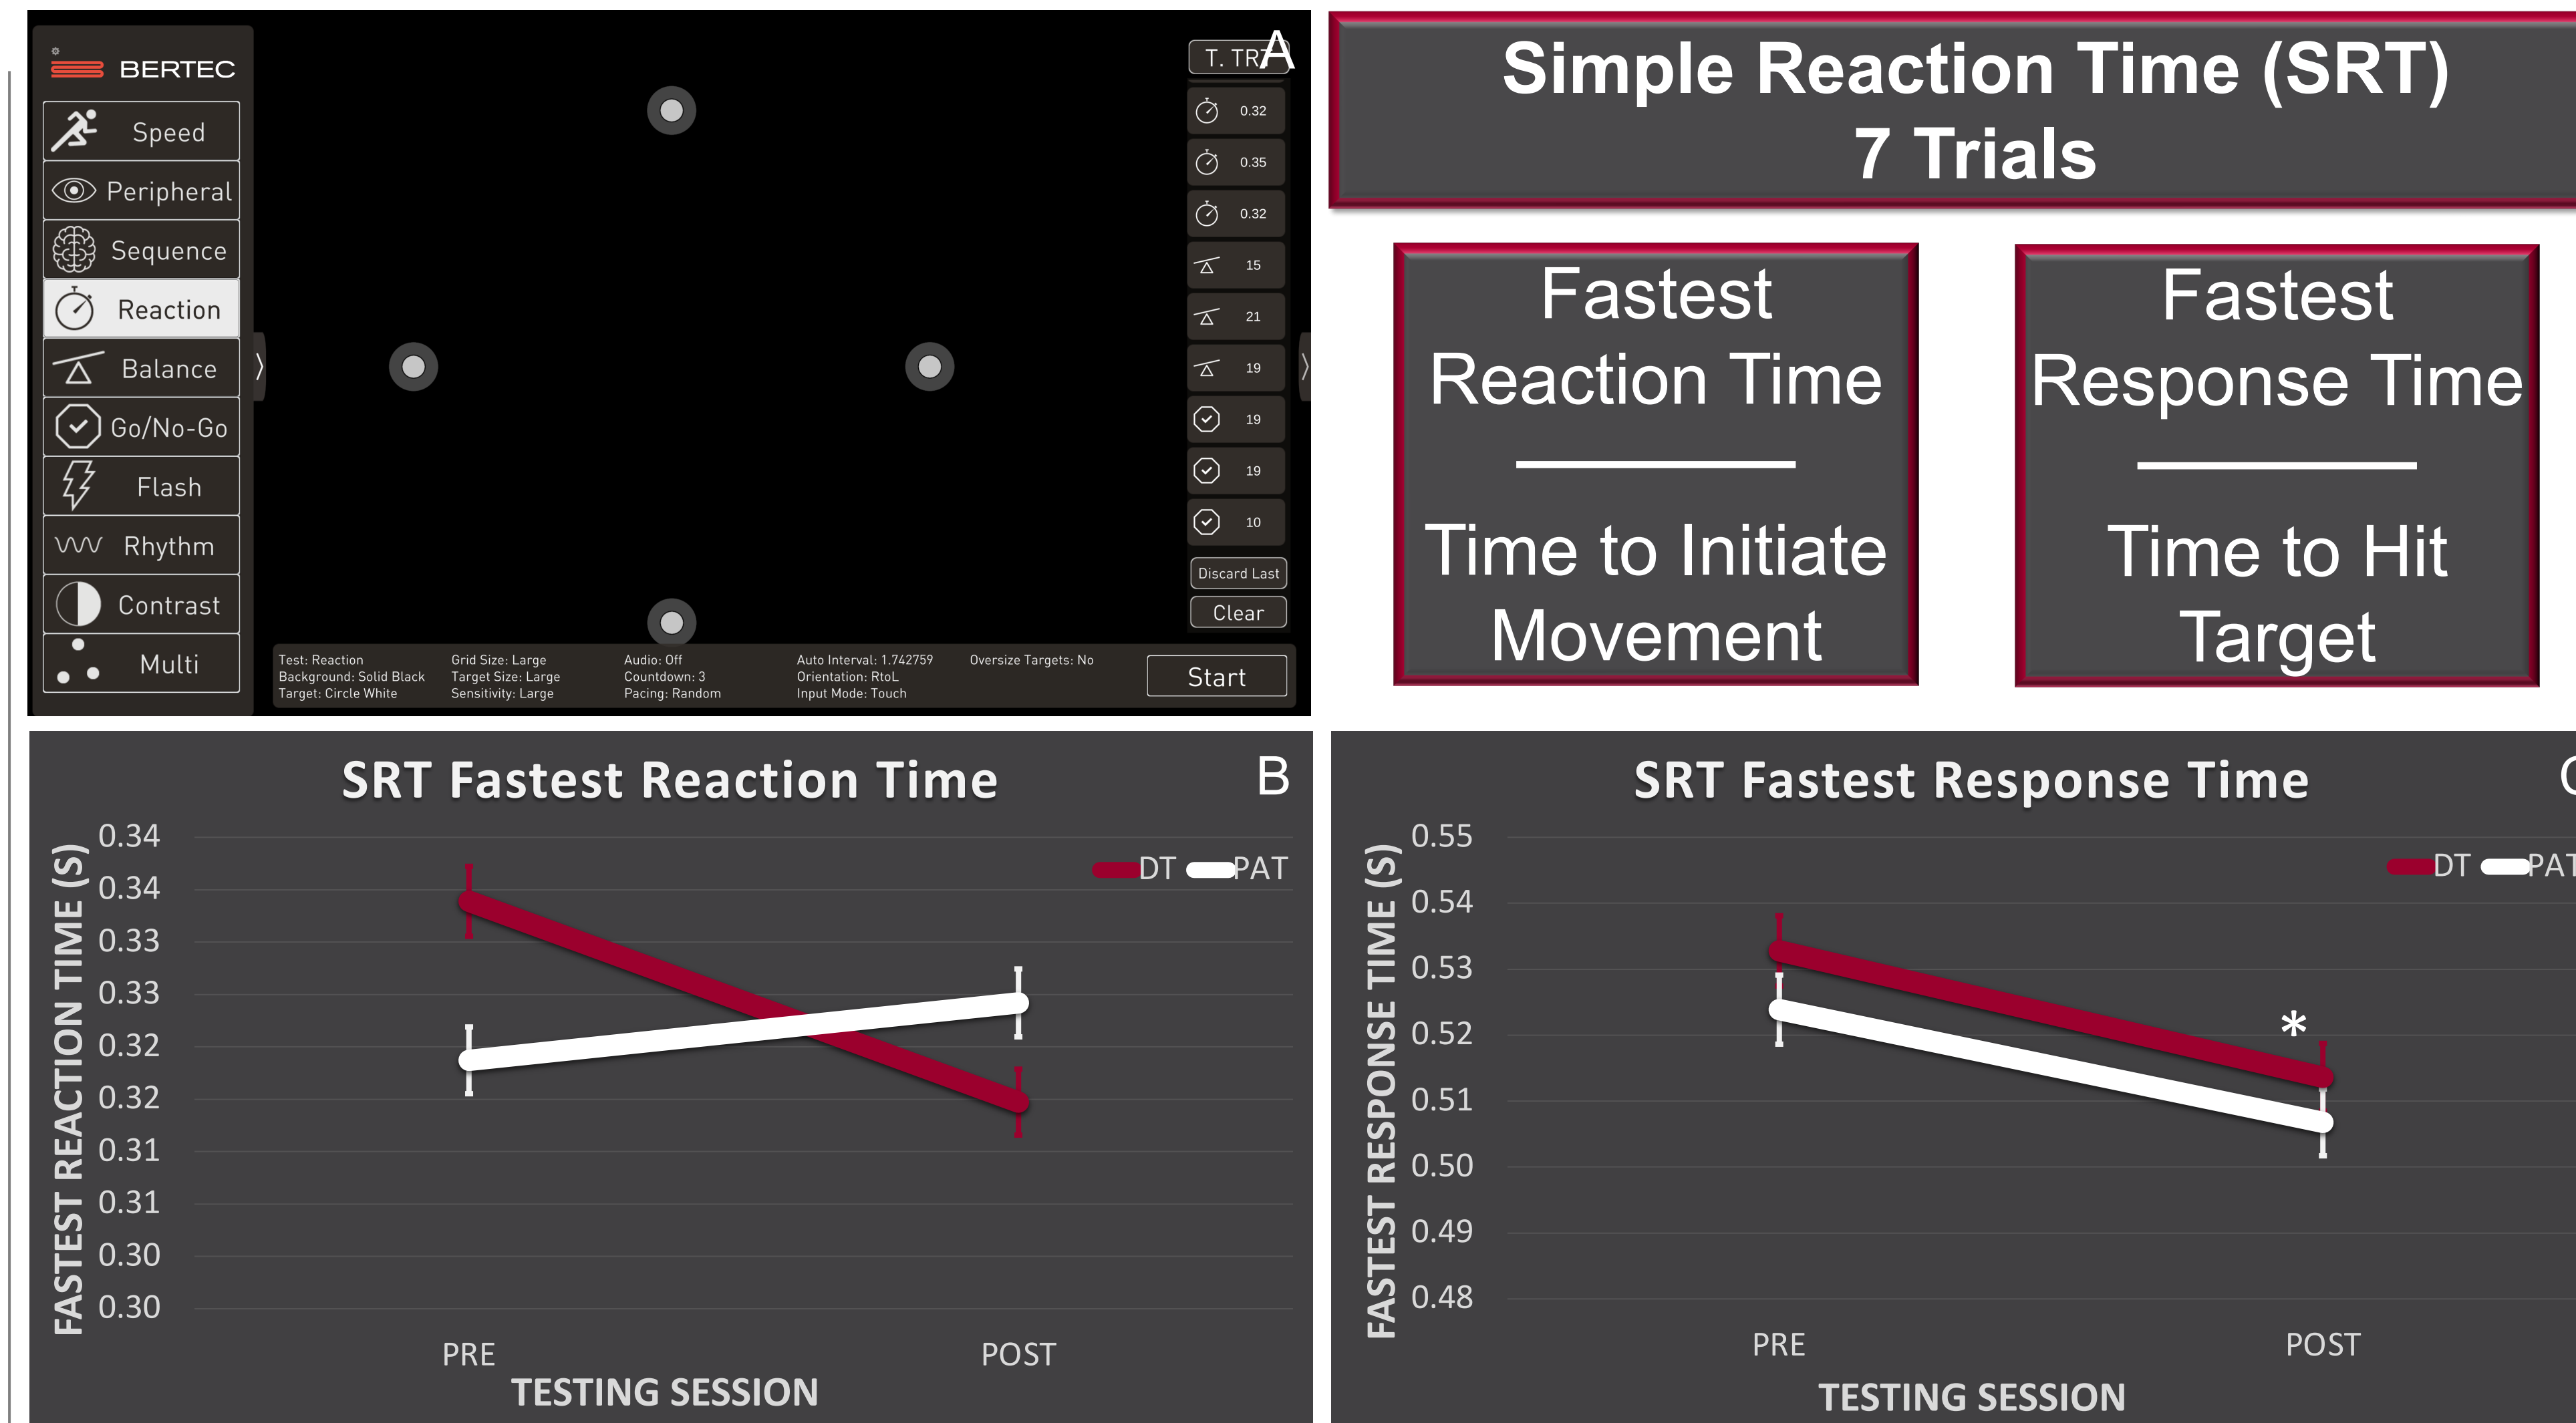 BERTEC
Speed
Peripheral
Sequence
Reaction
Balance
Go/No-Go
Flash
Rhythm
Contrast
Multi
A
0.32
0.35
0.32
15
21
19
19
19
10
Discard Last
Clear
Test: Reaction
Background: Solid Black
Target: Circle White
Grid Size: Large
Target Size: Large
Sensitivity: Large
Audio: Off
Countdown: 3
Pacing: Random
Auto Interval: 1.742759
Orientation: RtoL
Input Mode: Touch
Oversize Targets: No
Start
Simple Reaction Time (SRT)
7 Trials
Fastest
Reaction Time
Time to Initiate
Movement
Fastest
Response Time
Time to Hit
Target
SRT Fastest Reaction Time
B
FASTEST REACTION TIME (S)
0.34
0.34
0.33
0.33
0.32
0.32
0.31
0.31
0.30
0.30
DT PAT
PRE POST
TESTING SESSION
SRT Fastest Response Time
FASTEST RESPONSE TIME (S)
0.55
0.54
0.53
0.52
0.51
0.50
0.49
0.48
DT PAT
*
PRE POST
TESTING SESSION